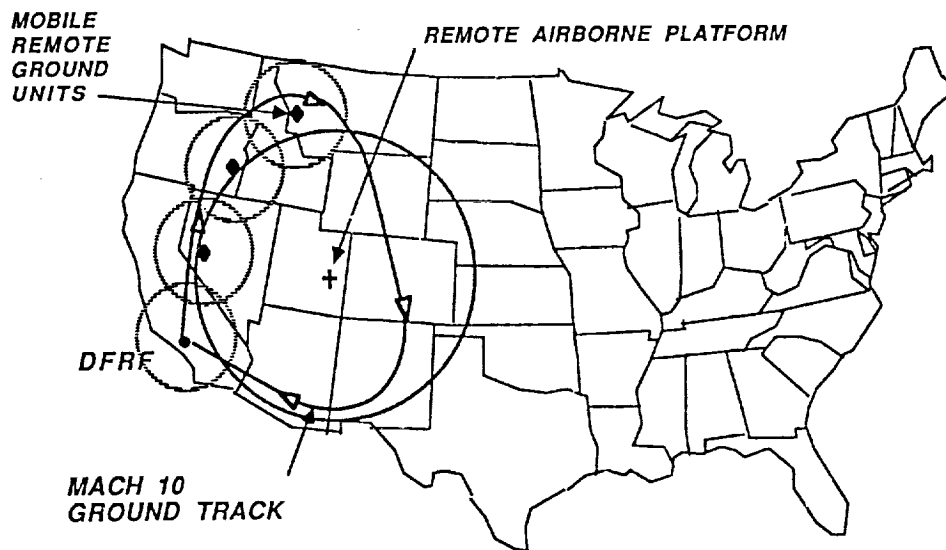 MOBILE
REMOTE
GROUND
UNITS
REMOTE AIRBORNE PLATFORM
DFRF
MACH 10
GROUND TRACK